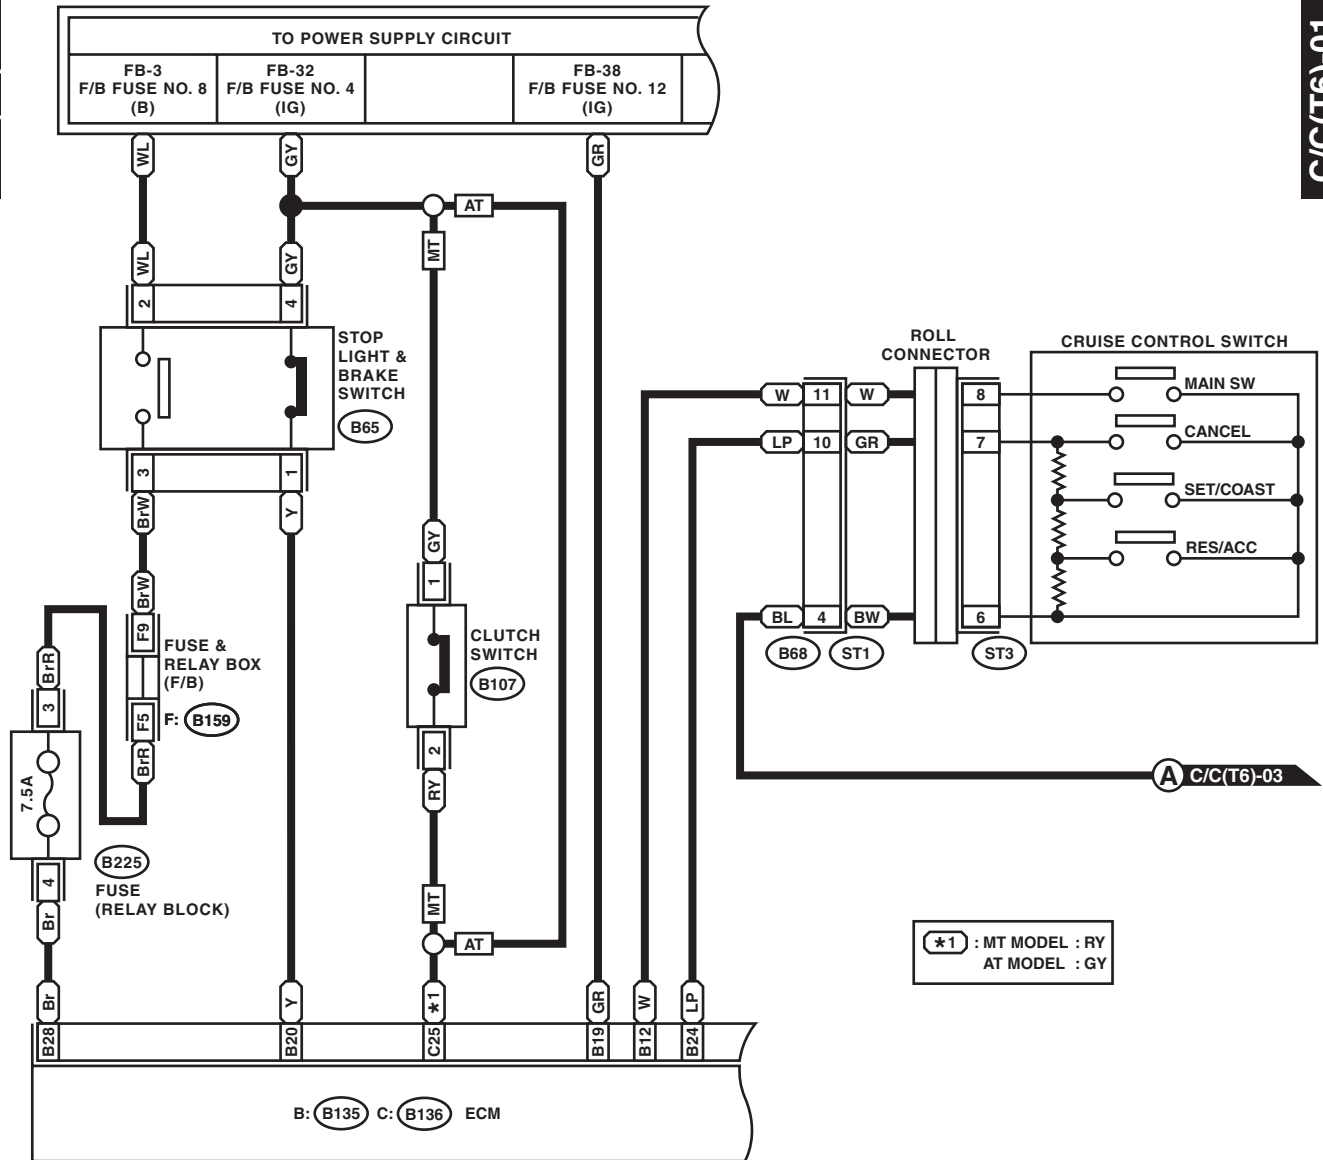 C/C(T6)-01
TO POWER SUPPLY CIRCUIT
FB-3
F/B FUSE NO. 8
(B)
FB-32
F/B FUSE NO. 4
(IG)
FB-38
F/B FUSE NO. 12
(IG)
WL
GY
GR
AT
MT
WL
GY
2
4
STOP
LIGHT &
BRAKE
SWITCH
B65
3
1
BrW
Y
BrW
F9
FUSE &
RELAY BOX
(F/B)
F5
F: B159
BrR
BrR
3
7.5A
4
B225
FUSE
(RELAY BLOCK)
Br
Br
B28
GY
1
CLUTCH
SWITCH
B107
2
RY
MT
AT
Y
*1
GR
W
LP
B20
C25
B19
B12
B24
B: B135 C: B136 ECM
ROLL
CONNECTOR
CRUISE CONTROL SWITCH
W 11 W
8
MAIN SW
LP 10 GR
7
CANCEL
SET/COAST
RES/ACC
BL 4 BW
6
B68
ST1
ST3
A C/C(T6)-03
*1 : MT MODEL : RY
AT MODEL : GY